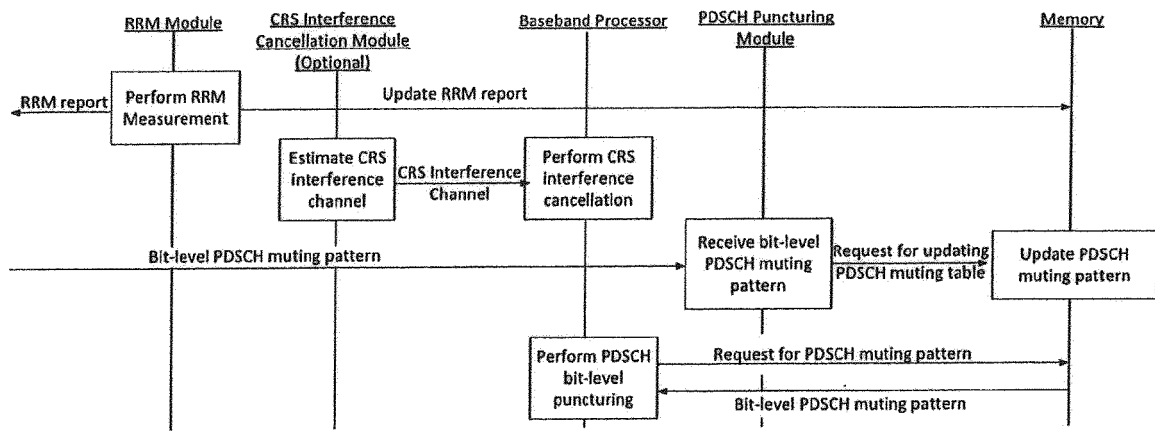 RRM Module
CRS Interference
Cancellation Module
(Optional)
Baseband Processor
PDSCH Puncturing
Module
Memory
RRM report
Perform RRM
Measurement
Update RRM report
Estimate CRS
interference
channel
CRS Interference
Channel
Perform CRS
interference
cancellation
Bit-level PDSCH muting pattern
Receive bit-level
PDSCH muting
pattern
Request for updating
PDSCH muting table
Update PDSCH
muting pattern
Perform PDSCH
bit-level
puncturing
Request for PDSCH muting pattern
Bit-level PDSCH muting pattern